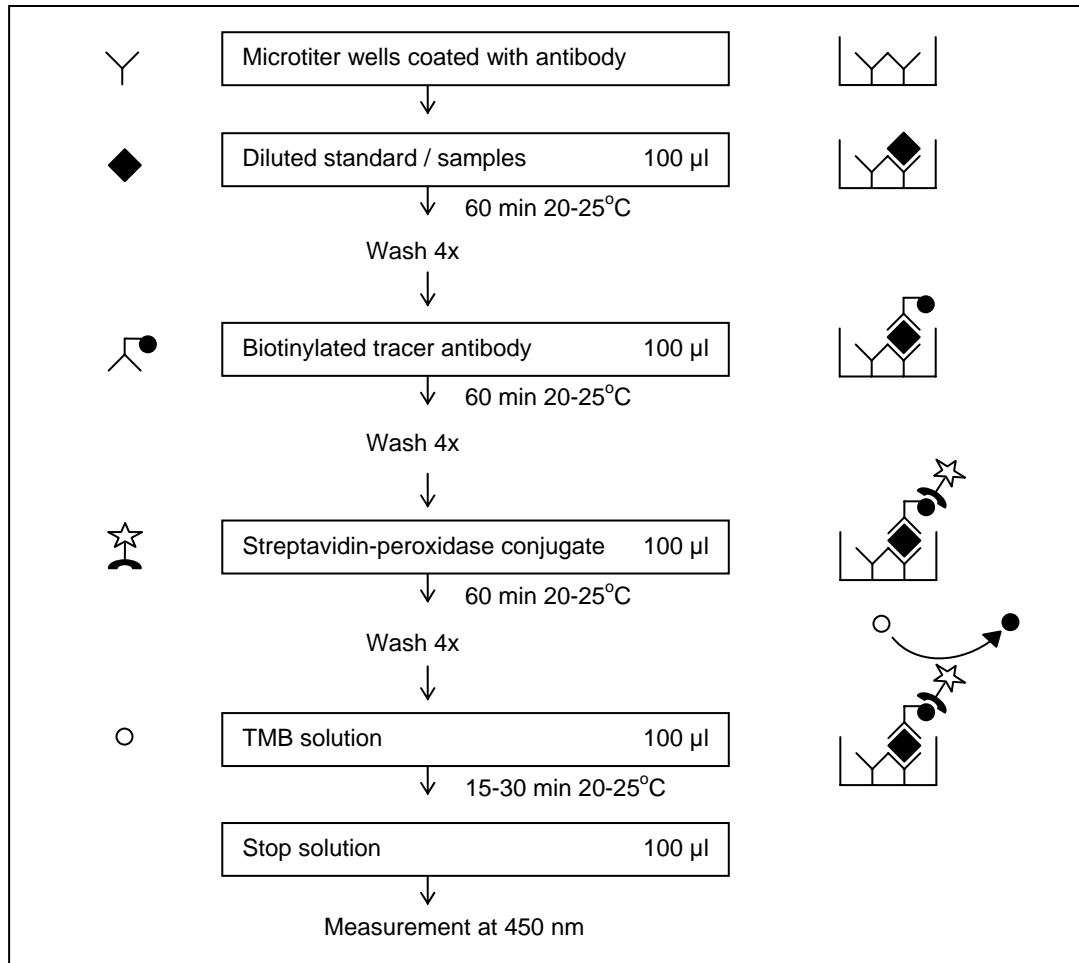 Microtiter wells coated with antibody
Diluted standard / samples 100 µl
60 min 20-25°C
Wash 4x
Biotinylated tracer antibody 100 µl
60 min 20-25°C
Wash 4x
Streptavidin-peroxidase conjugate 100 µl
60 min 20-25°C
Wash 4x
TMB solution 100 µl
15-30 min 20-25°C
Stop solution 100 µl
Measurement at 450 nm